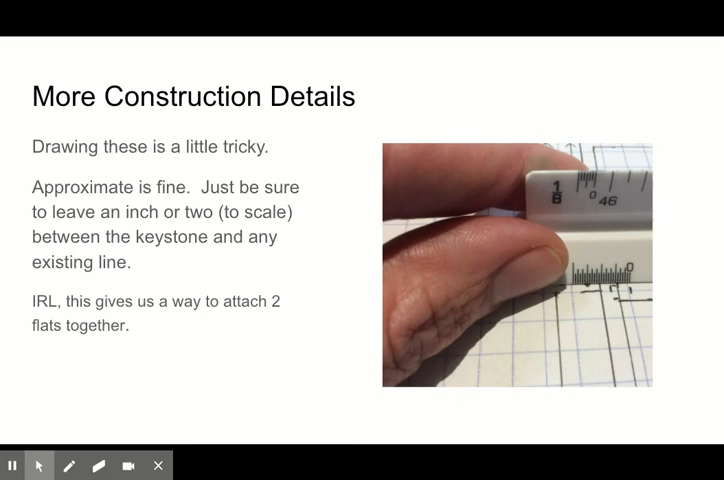 More Construction Details
Drawing these is a little tricky.
Approximate is fine.  Just be sure
to leave an inch or two (to scale)
between the keystone and any
existing line.
IRL, this gives us a way to attach 2
flats together.
1
8
0 46
0